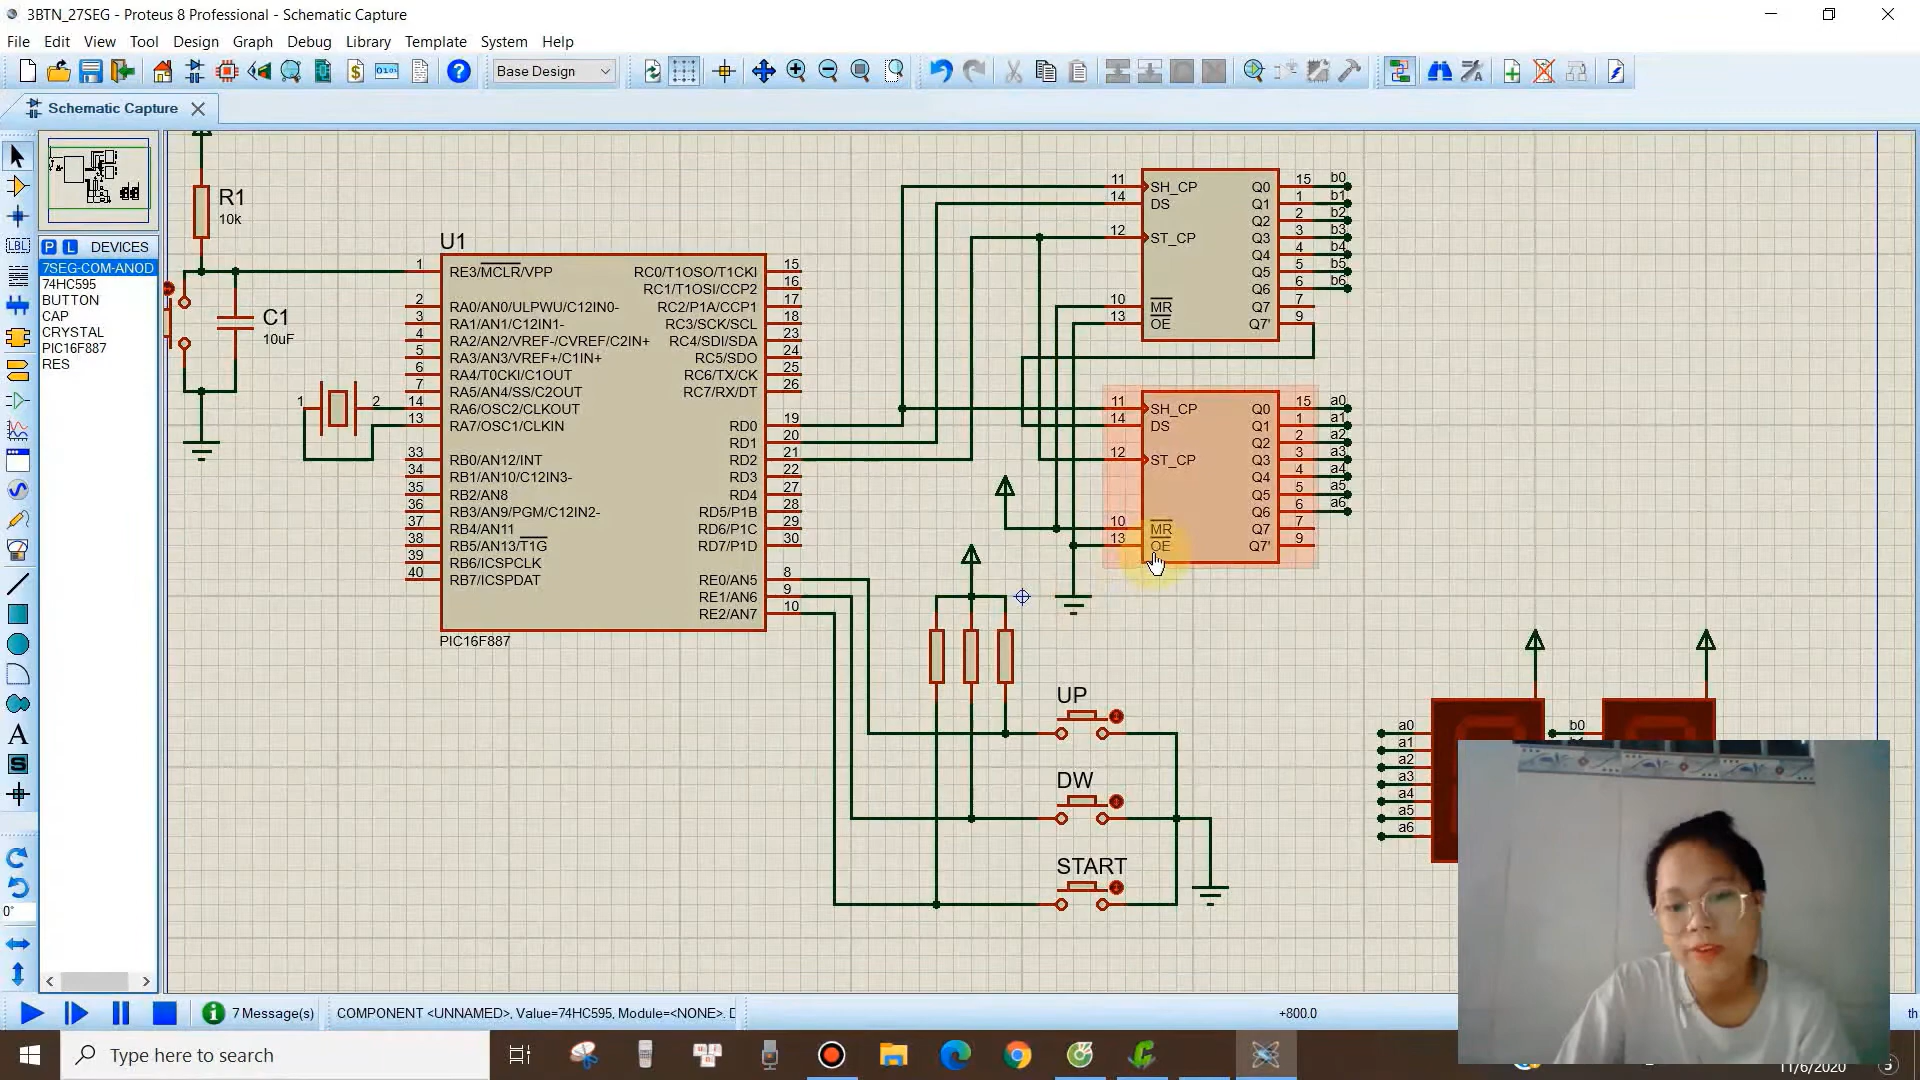 3BTN_27SEG - Proteus 8 Professional - Schematic Capture
File Edit View Tool Design Graph Debug Library Template System Help
Base Design
Schematic Capture
P L DEVICES
7SEG-COM-ANOD
74HC595
BUTTON
CAP
CRYSTAL
PIC16F887
RES
LBL
A
S
0°
R1
10k
C1
10uF
1 2
U1
1 RE3/MCLR/VPP
2 RA0/AN0/ULPWU/C12IN0-
3 RA1/AN1/C12IN1-
4 RA2/AN2/VREF-/CVREF/C2IN+
5 RA3/AN3/VREF+/C1IN+
6 RA4/T0CKI/C1OUT
7 RA5/AN4/SS/C2OUT
14 RA6/OSC2/CLKOUT
13 RA7/OSC1/CLKIN
33 RB0/AN12/INT
34 RB1/AN10/C12IN3-
35 RB2/AN8
36 RB3/AN9/PGM/C12IN2-
37 RB4/AN11
38 RB5/AN13/T1G
39 RB6/ICSPCLK
40 RB7/ICSPDAT
RC0/T1OSO/T1CKI 15
RC1/T1OSI/CCP2 16
RC2/P1A/CCP1 17
RC3/SCK/SCL 18
RC4/SDI/SDA 23
RC5/SDO 24
RC6/TX/CK 25
RC7/RX/DT 26
RD0 19
RD1 20
RD2 21
RD3 22
RD4 27
RD5/P1B 28
RD6/P1C 29
RD7/P1D 30
RE0/AN5 8
RE1/AN6 9
RE2/AN7 10
PIC16F887
11 SH_CP Q0 15 b0
14 DS Q1 1 b1
Q2 2 b2
12 ST_CP Q3 3 b3
Q4 4 b4
Q5 5 b5
Q6 6 b6
10 MR Q7 7
13 OE Q7' 9
11 SH_CP Q0 15 a0
14 DS Q1 1 a1
Q2 2 a2
12 ST_CP Q3 3 a3
Q4 4 a4
Q5 5 a5
Q6 6 a6
10 MR Q7 7
13 OE Q7' 9
UP
DW
START
a0
a1
a2
a3
a4
a5
a6
b0
7 Message(s)
COMPONENT <UNNAMED>, Value=74HC595, Module=<NONE>.
+800.0
th
Type here to search
11/6/2020
5